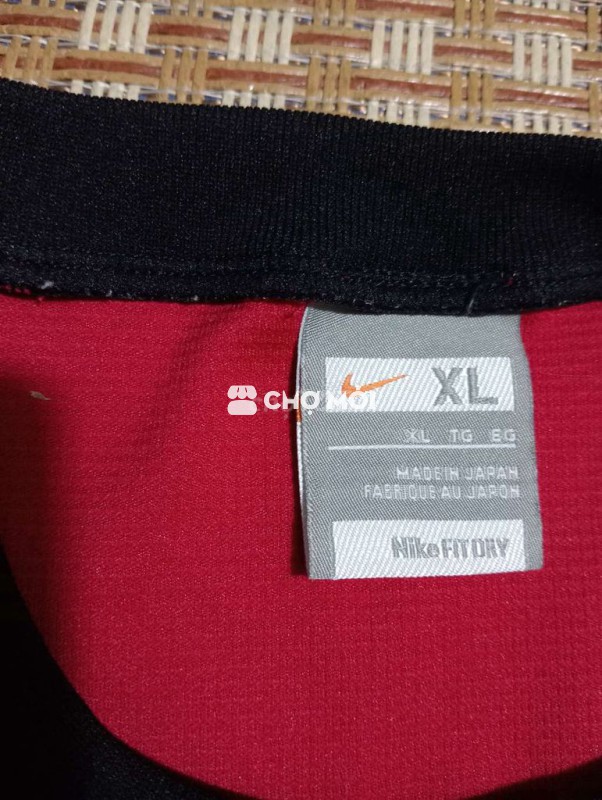 XL
CHỢ MỚI
XL TG EG
MADE IN JAPAN
FABRIQUE AU JAPON
Nike FIT DRY